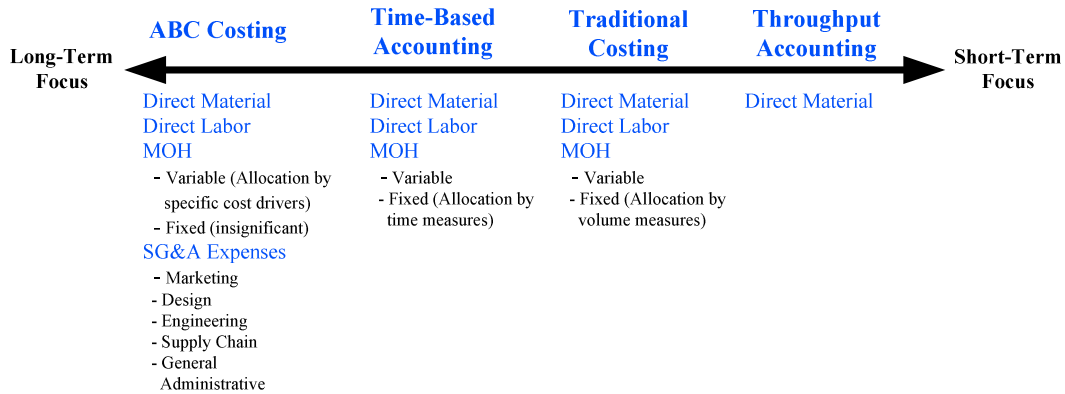 Long-Term
Focus
ABC Costing
Time-Based
Accounting
Traditional
Costing
Throughput
Accounting
Short-Term
Focus
Direct Material
Direct Labor
MOH
- Variable (Allocation by
specific cost drivers)
- Fixed (insignificant)
SG&A Expenses
- Marketing
- Design
- Engineering
- Supply Chain
- General
Administrative
Direct Material
Direct Labor
MOH
- Variable
- Fixed (Allocation by
time measures)
Direct Material
Direct Labor
MOH
- Variable
- Fixed (Allocation by
volume measures)
Direct Material